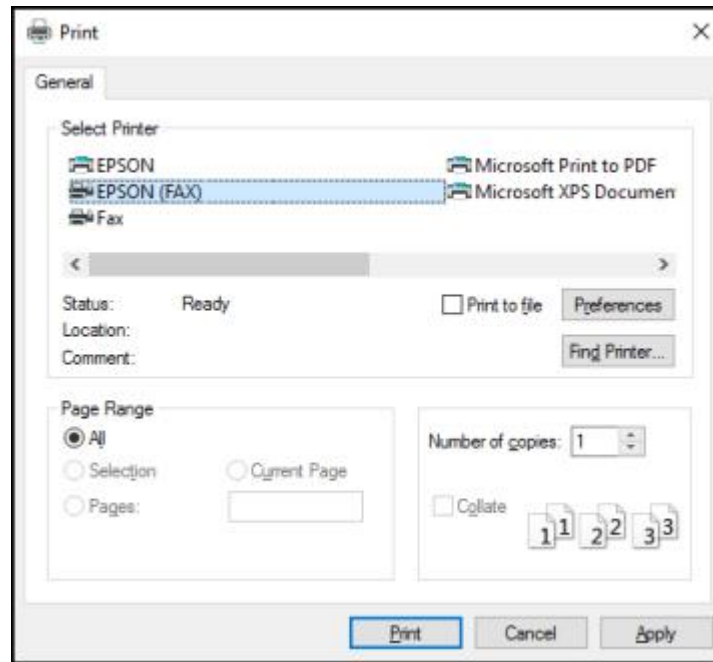 Print
General
Select Printer
EPSON
EPSON (FAX)
Fax
Microsoft Print to PDF
Microsoft XPS Documen
Status: Ready
Location:
Comment:
Print to file
Preferences
Find Printer...
Page Range
All
Selection
Current Page
Pages:
Number of copies: 1
Collate
1 1 2 2 3 3
Print
Cancel
Apply